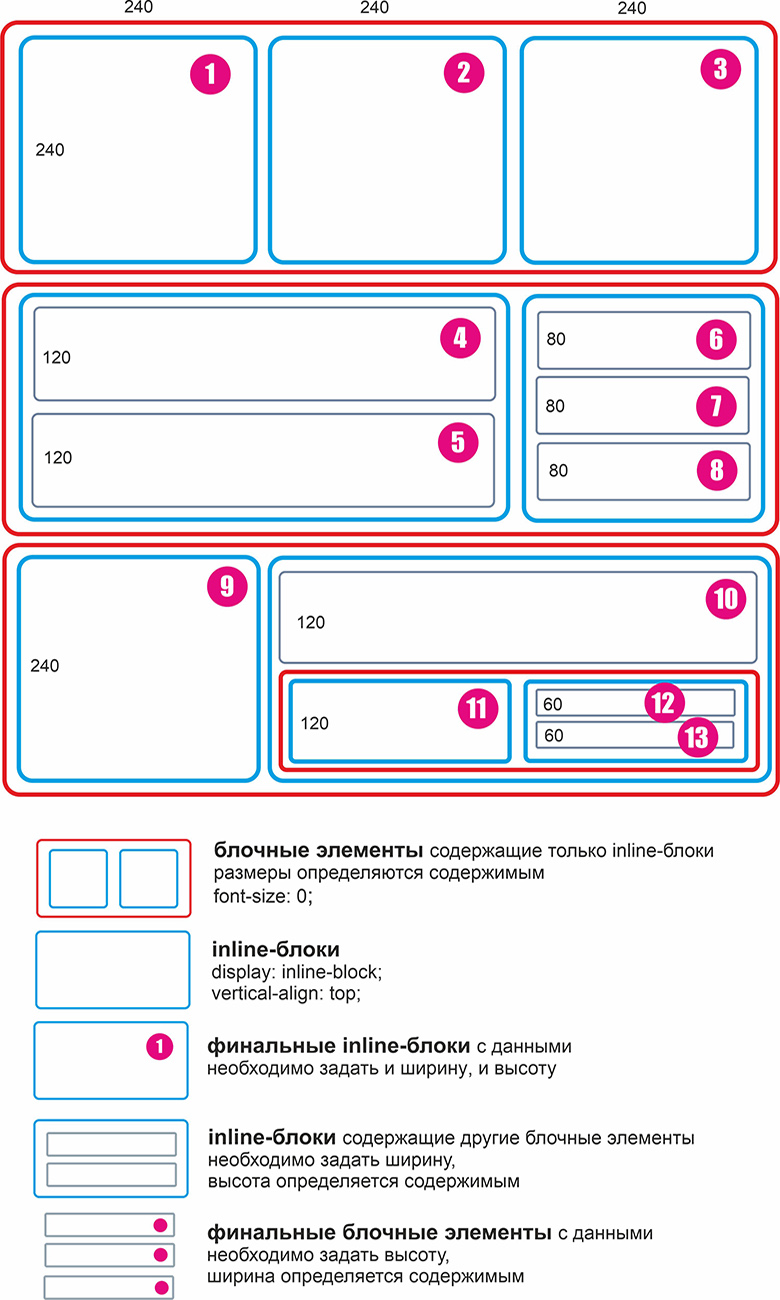 240 240 240
1 2 3
240
4 6
120 80
7
80
5
120 8
80
9 10
120
240
11 12
120 60
13
60
блочные элементы содержащие только inline-блоки
размеры определяются содержимым
font-size: 0;
inline-блоки
display: inline-block;
vertical-align: top;
1
финальные inline-блоки с данными
необходимо задать и ширину, и высоту
inline-блоки содержащие другие блочные элементы
необходимо задать ширину,
высота определяется содержимым
финальные блочные элементы с данными
необходимо задать высоту,
ширина определяется содержимым